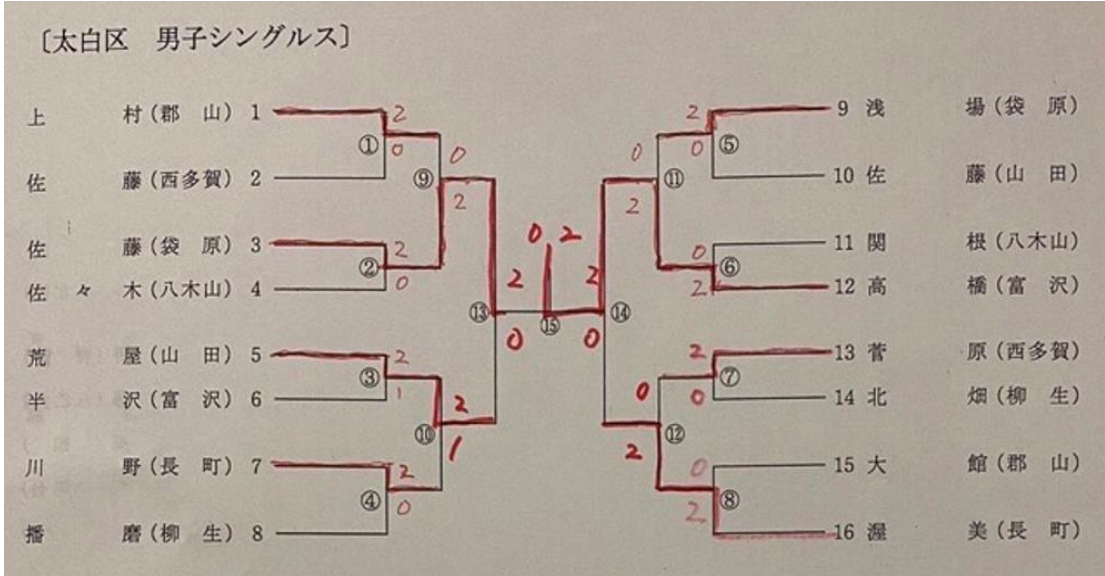 〔太白区　男子シングルス〕
上　村(郡　山) 1
佐　藤(西多賀) 2
佐　藤(袋　原) 3
佐　々　木(八木山) 4
荒　屋(山　田) 5
半　沢(富　沢) 6
川　野(長　町) 7
播　磨(柳　生) 8
① 2 0
② 2 0
③ 2 1
④ 2 0
⑨ 0 2
⑩ 2 1
⑬ 2 0
⑮ 0 2
⑭ 2 0
⑪ 0 2
⑫ 0 2
⑤ 2 0
⑥ 0 2
⑦ 2 0
⑧ 0 2
9 浅　場(袋　原)
10 佐　藤(山　田)
11 関　根(八木山)
12 高　橋(富　沢)
13 菅　原(西多賀)
14 北　畑(柳　生)
15 大　館(郡　山)
16 渥　美(長　町)